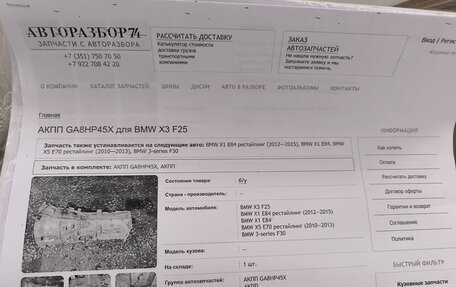 АВТОРАЗБОР74
ЗАПЧАСТИ С АВТОРАЗБОРА
+7 (351) 750 70 50
+7 922 708 42 20
РАССЧИТАТЬ ДОСТАВКУ
Калькулятор стоимости
доставки грузов
транспортными
компаниями
ЗАКАЗ
АВТОЗАПЧАСТЕЙ
Не нашли нужную запчасть?
Заполните заявку и мы
постараемся помочь.
Вход / Регис
Корзина
О КОМПАНИИ КАТАЛОГ ЗАПЧАСТЕЙ ШИНЫ ДИСКИ АВТО В РАЗБОРЕ ФОТОАЛЬБОМЫ КОНТАКТЫ
Главная
АКПП GA8HP45X для BMW X3 F25
Запчасть также устанавливается на следующие авто: BMW X1 E84 рестайлинг (2012—2015), BMW X1 E84, BMW
X5 E70 рестайлинг (2010—2013), BMW 3-series F30
Запчасть в комплекте: АКПП GA8HP45X, АКПП
Состояние товара: б/у
Страна - производитель: —
Модель автомобиля: BMW X3 F25
BMW X1 E84 рестайлинг (2012—2015)
BMW X1 E84
BMW X5 E70 рестайлинг (2010—2013)
BMW 3-series F30
Модель кузова: —
На складе: 1 шт.
Группа автозапчастей: АКПП GA8HP45X
АКПП
ИНФОРМАЦИЯ
Как купить
Оплата
Рассчитать доставку
Договор оферты
Гарантии и возврат
Соглашение
Политика
БЫСТРЫЙ ФИЛЬТР
Кузовные запчасти